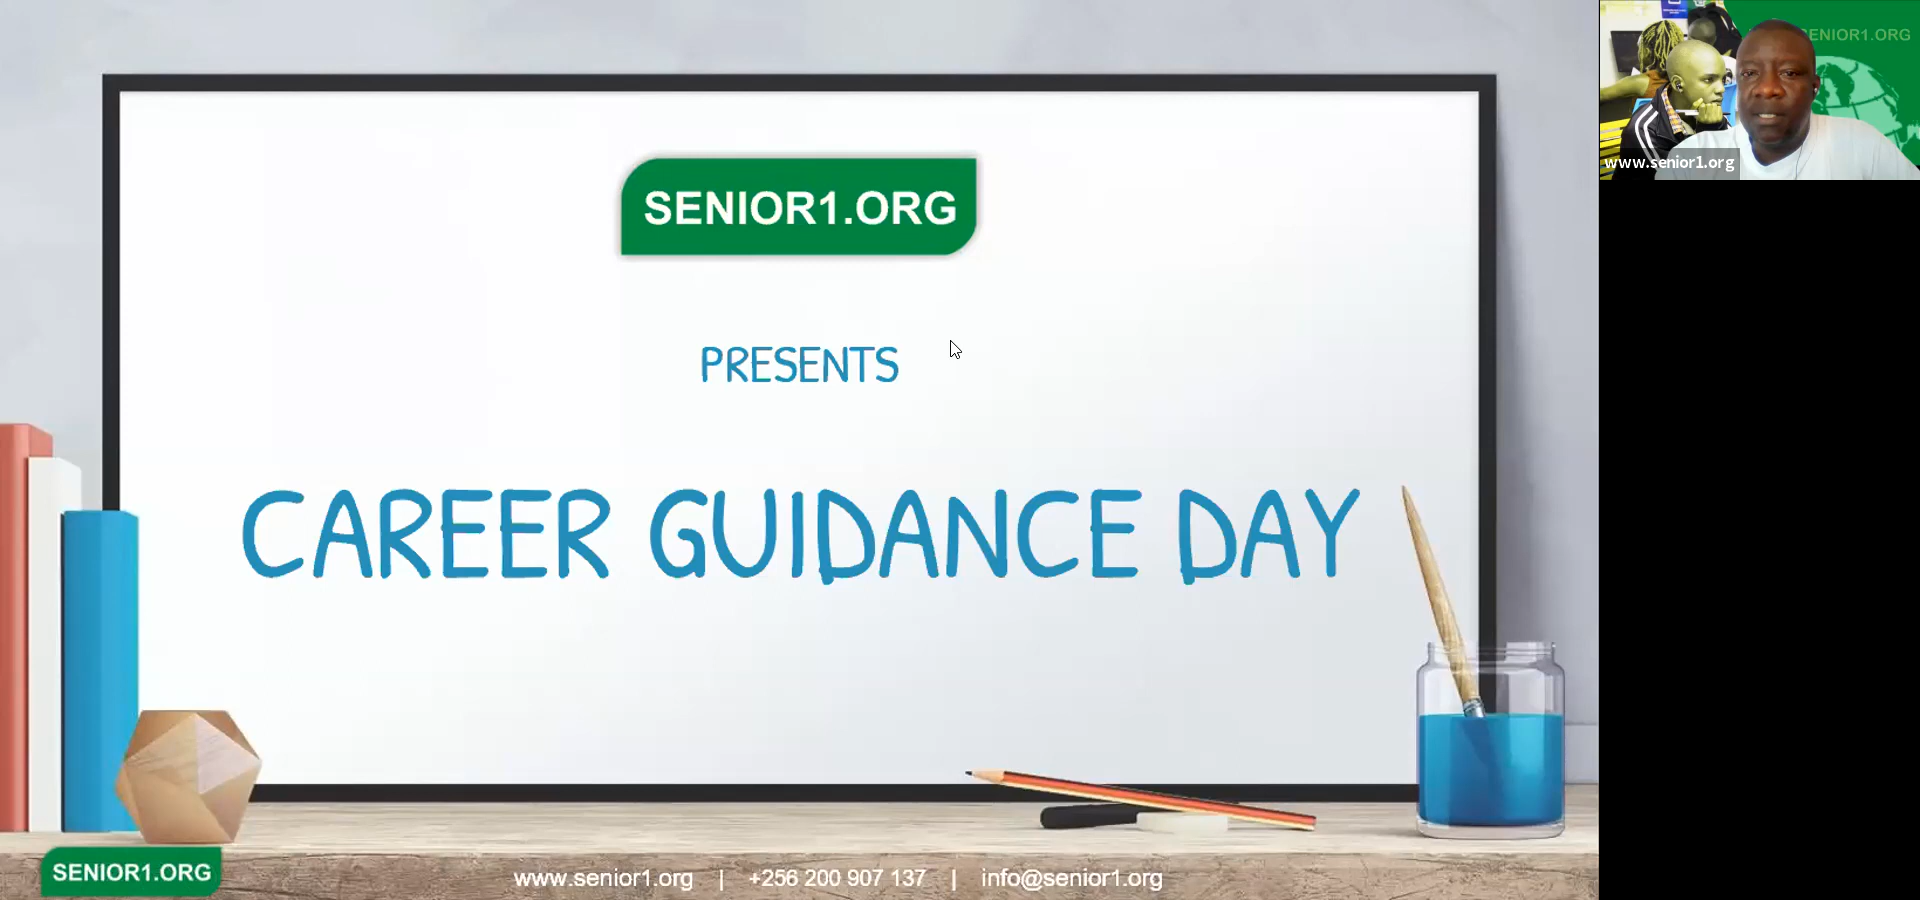 SENIOR1.ORG
PRESENTS
CAREER GUIDANCE DAY
SENIOR1.ORG
www.senior1.org | +256 200 907 137 | info@senior1.org
SENIOR1.ORG
www.senior1.org